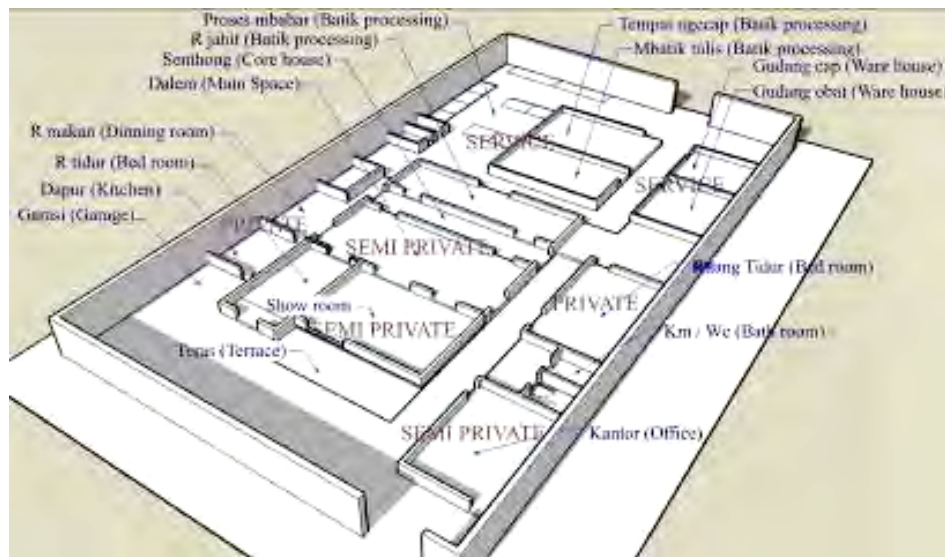 Proses mbabar (Batik processing)
R jahit (Batik processing)
Senthong (Core house)
Dalem (Main Space)
R makan (Dinning room)
R tidur (Bed room)
Dapur (Kitchen)
Garasi (Garage)
Tempat ngecap (Batik processing)
Mbatik tulis (Batik processing)
Gudang cap (Ware house)
Gudang obat (Ware house)
SERVICE
SERVICE
PRIVATE
SEMI PRIVATE
Ruang Tidur (Bed room)
PRIVATE
Show room
SEMI PRIVATE
Km / Wc (Bath room)
Teras (Terrace)
SEMI PRIVATE
Kantor (Office)